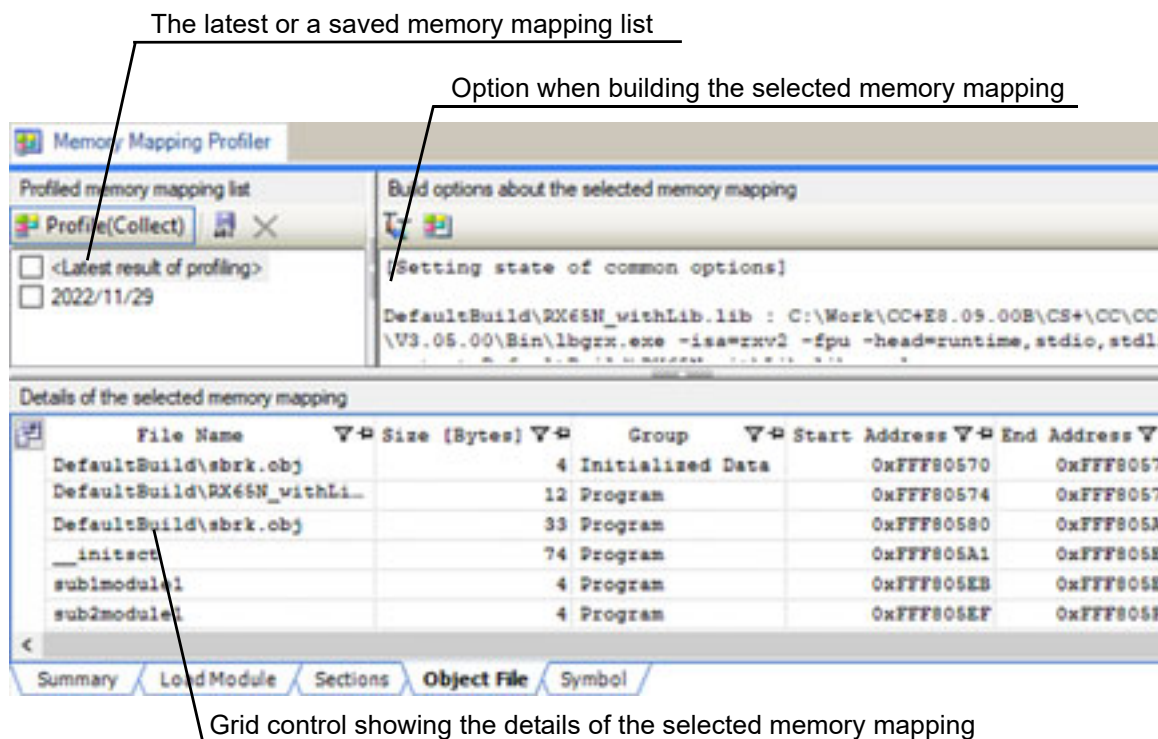 The latest or a saved memory mapping list
Option when building the selected memory mapping
Memory Mapping Profiler
Profiled memory mapping list
Build options about the selected memory mapping
Profile(Collect)
<Latest result of profiling>
2022/11/29
[Setting state of common options]
DefaultBuild\RX65N_withLib.lib : C:\Work\CC+E8.09.00B\CS+\CC\CC
\V3.05.00\Bin\lbgrx.exe -isa=rxv2 -fpu -head=runtime,stdio,stdl
Details of the selected memory mapping
File Name Size [Bytes] Group Start Address End Address
DefaultBuild\sbrk.obj 4 Initialized Data 0xFFF80570 0xFFF8057
DefaultBuild\RX65N_withLi... 12 Program 0xFFF80574 0xFFF8057
DefaultBuild\sbrk.obj 33 Program 0xFFF80580 0xFFF805A
__initsct 74 Program 0xFFF805A1 0xFFF805E
sub1module1 4 Program 0xFFF805EB 0xFFF805E
sub2module1 4 Program 0xFFF805EF 0xFFF805F
Summary Load Module Sections Object File Symbol
Grid control showing the details of the selected memory mapping